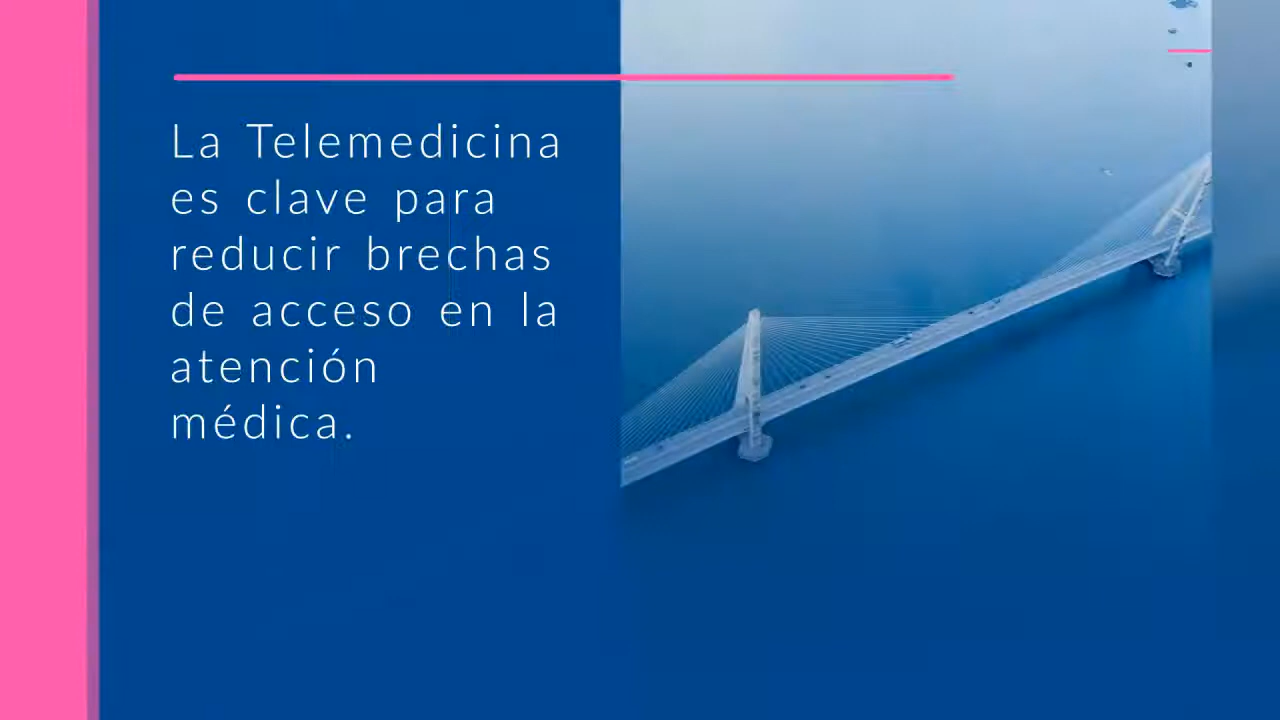 La Telemedicina
es clave para
reducir brechas
de acceso en la
atención
médica.